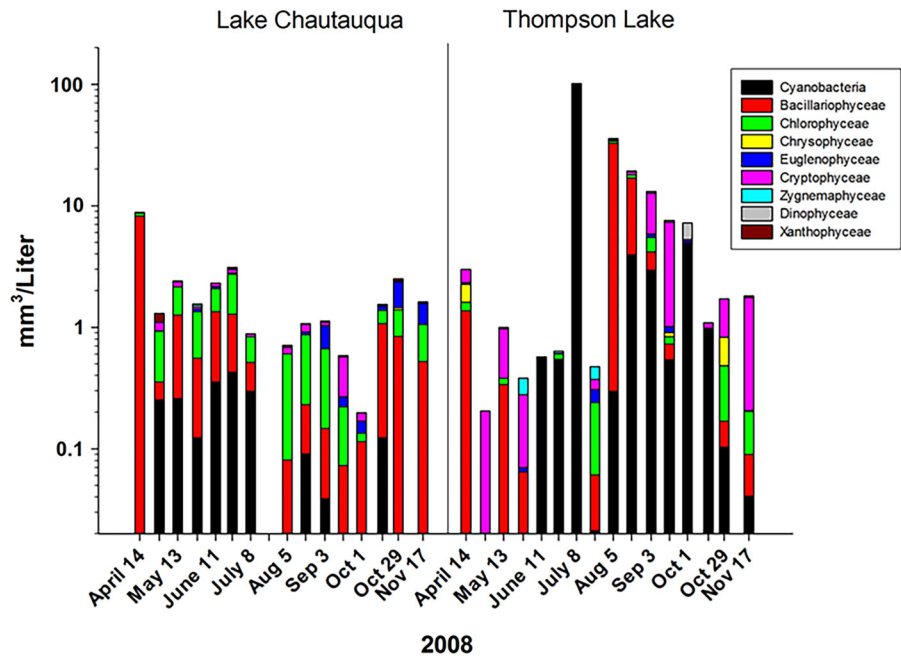 Lake Chautauqua
Thompson Lake
mm³/Liter
100
10
1
0.1
Cyanobacteria
Bacillariophyceae
Chlorophyceae
Chrysophyceae
Euglenophyceae
Cryptophyceae
Zygnemaphyceae
Dinophyceae
Xanthophyceae
April 14
May 13
June 11
July 8
Aug 5
Sep 3
Oct 1
Oct 29
Nov 17
April 14
May 13
June 11
July 8
Aug 5
Sep 3
Oct 1
Oct 29
Nov 17
2008